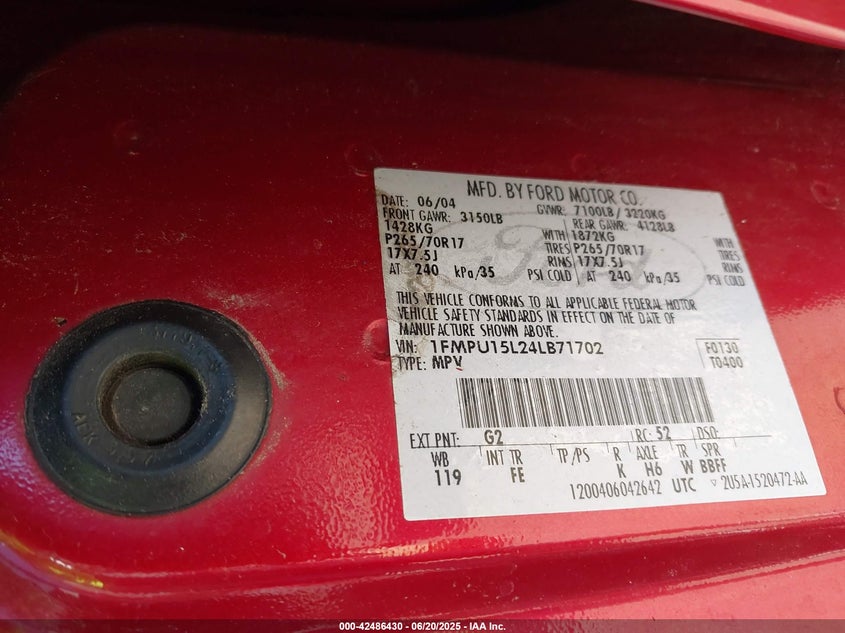 MFD. BY FORD MOTOR CO.
DATE: 06/04 GVWR: 7100LB / 3220KG
FRONT GAWR: 3150LB REAR GAWR: 4128LB
1428KG WITH 1872KG WITH
P265/70R17 TIRES P265/70R17 TIRES
17X7.5J RIMS 17X7.5J RIMS
AT 240 kPa/35 PSI COLD AT 240 kPa/35 PSI COLD
THIS VEHICLE CONFORMS TO ALL APPLICABLE FEDERAL MOTOR
VEHICLE SAFETY STANDARDS IN EFFECT ON THE DATE OF
MANUFACTURE SHOWN ABOVE.
VIN: 1FMPU15L24LB71702 F0130
TYPE: MPV T0400
EXT PNT: G2 RC: 52 DSO:
WB INT TR TP/PS R AXLE TR SPR
119 FE K H6 W BBFF
1200406042642 UTC ▽ 2U5A-1520472-AA
Ford
000-42486430 - 06/20/2025 - IAA Inc.